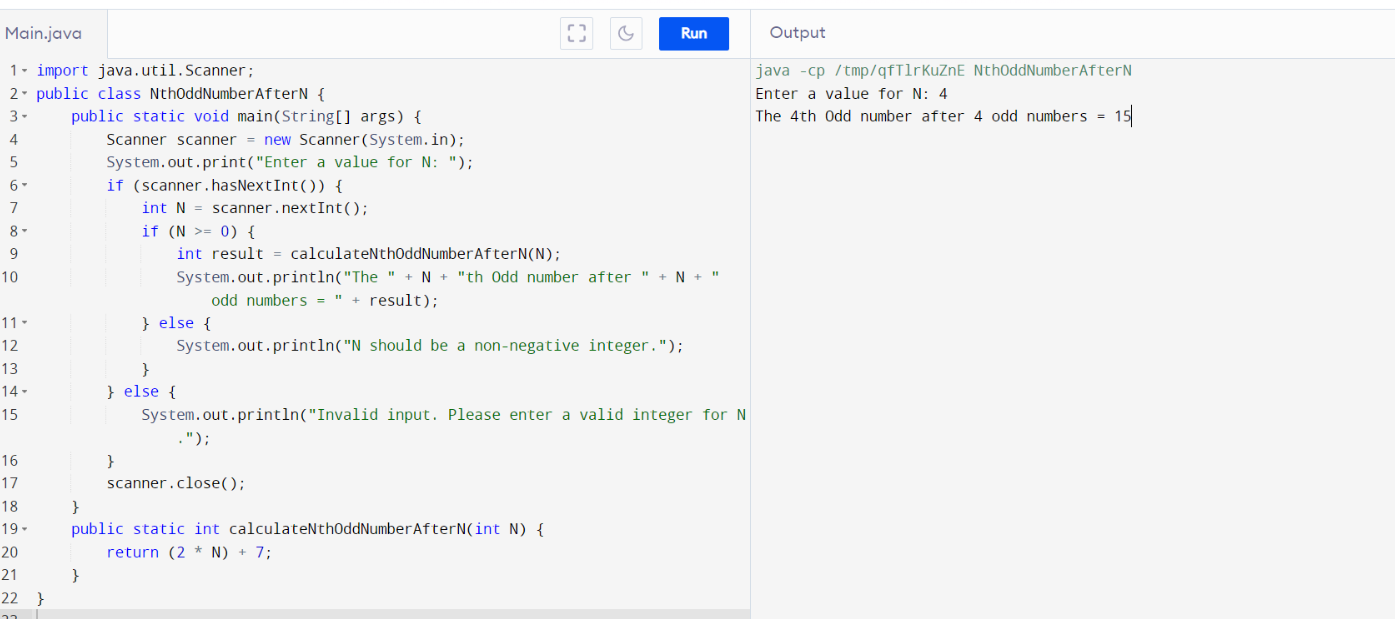 Main.java
Run
Output
1 import java.util.Scanner;
2 public class NthOddNumberAfterN {
3 public static void main(String[] args) {
4 Scanner scanner = new Scanner(System.in);
5 System.out.print("Enter a value for N: ");
6 if (scanner.hasNextInt()) {
7 int N = scanner.nextInt();
8 if (N >= 0) {
9 int result = calculateNthOddNumberAfterN(N);
10 System.out.println("The " + N + "th Odd number after " + N + "
odd numbers = " + result);
11 } else {
12 System.out.println("N should be a non-negative integer.");
13 }
14 } else {
15 System.out.println("Invalid input. Please enter a valid integer for N
.");
16 }
17 scanner.close();
18 }
19 public static int calculateNthOddNumberAfterN(int N) {
20 return (2 * N) + 7;
21 }
22 }
23
java -cp /tmp/qfTlrKuZnE NthOddNumberAfterN
Enter a value for N: 4
The 4th Odd number after 4 odd numbers = 15